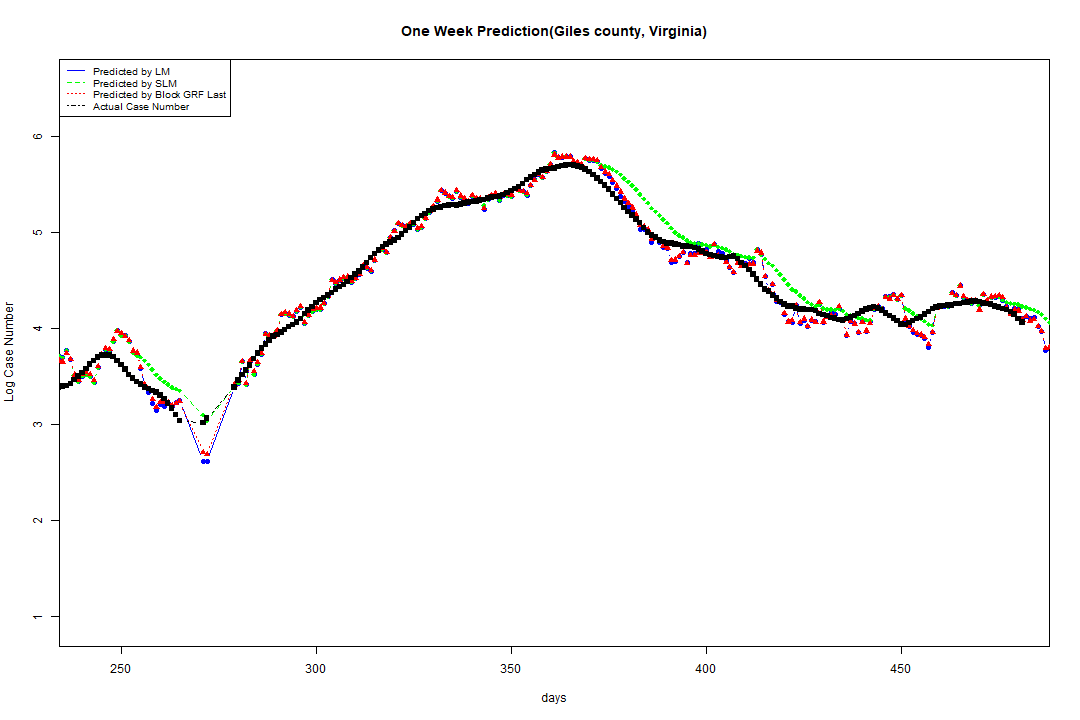 One Week Prediction(Giles county, Virginia)
Predicted by LM
Predicted by SLM
Predicted by Block GRF Last
Actual Case Number
Log Case Number
6
5
4
3
2
1
250 300 350 400 450
days